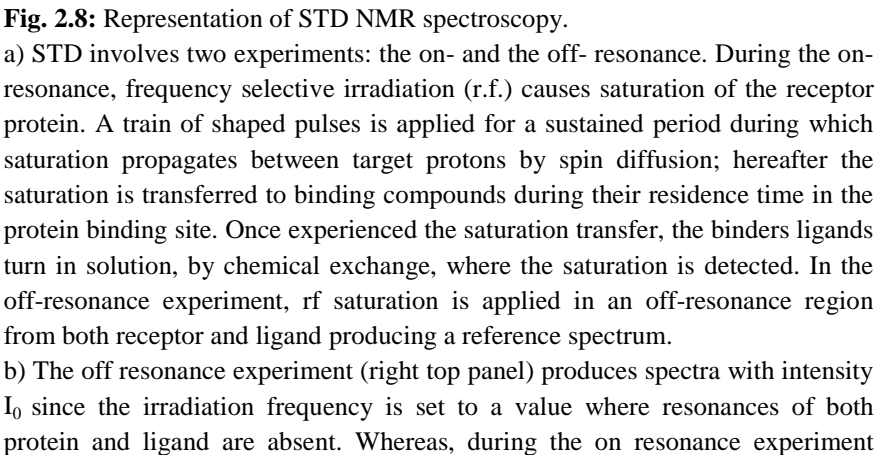 Fig. 2.8: Representation of STD NMR spectroscopy.
a) STD involves two experiments: the on- and the off- resonance. During the on-
resonance, frequency selective irradiation (r.f.) causes saturation of the receptor
protein. A train of shaped pulses is applied for a sustained period during which
saturation propagates between target protons by spin diffusion; hereafter the
saturation is transferred to binding compounds during their residence time in the
protein binding site. Once experienced the saturation transfer, the binders ligands
turn in solution, by chemical exchange, where the saturation is detected. In the
off-resonance experiment, rf saturation is applied in an off-resonance region
from both receptor and ligand producing a reference spectrum.
b) The off resonance experiment (right top panel) produces spectra with intensity
I₀ since the irradiation frequency is set to a value where resonances of both
protein and ligand are absent. Whereas, during the on resonance experiment